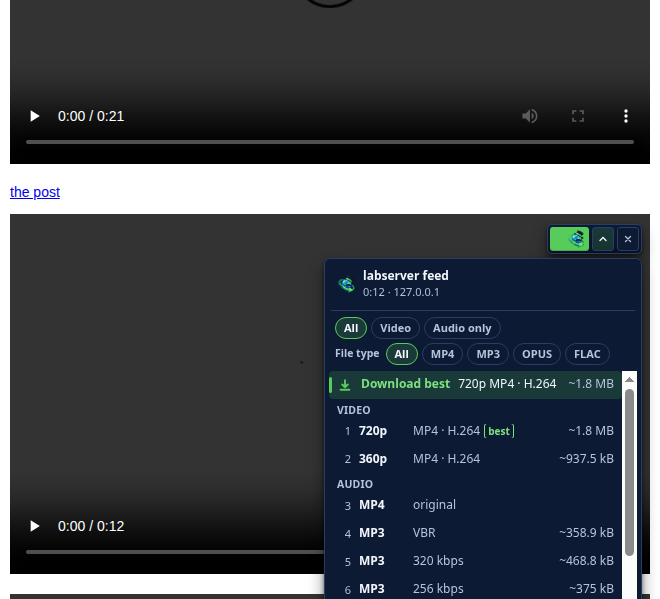 0:00 / 0:21
the post
labserver feed
0:12 · 127.0.0.1
All Video Audio only
File type All MP4 MP3 OPUS FLAC
Download best 720p MP4 · H.264 ~1.8 MB
VIDEO
1 720p MP4 · H.264 best ~1.8 MB
2 360p MP4 · H.264 ~937.5 kB
AUDIO
3 MP4 original
4 MP3 VBR ~358.9 kB
0:00 / 0:12
5 MP3 320 kbps ~468.8 kB
6 MP3 256 kbps ~375 kB